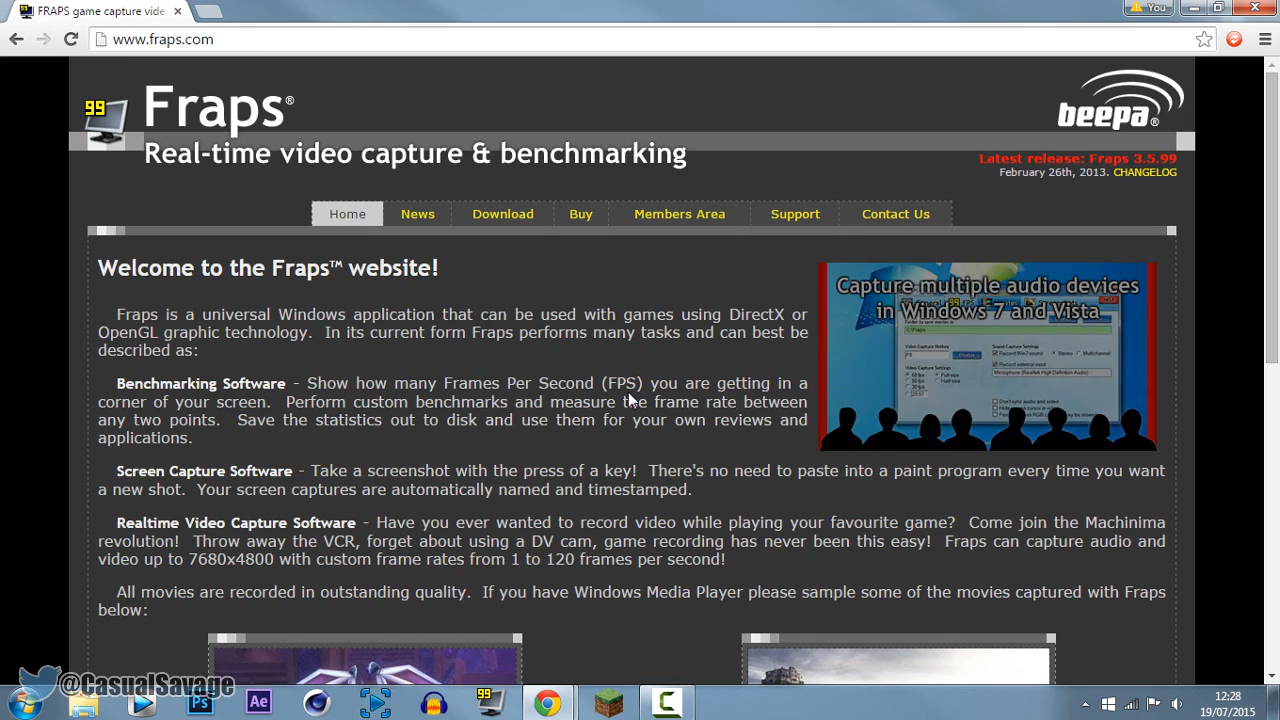 FRAPS game capture vide
You
www.fraps.com
99
Fraps®
beepa®
Real-time video capture & benchmarking
Latest release: Fraps 3.5.99
February 26th, 2013. CHANGELOG
Home News Download Buy Members Area Support Contact Us
Welcome to the Fraps™ website!
Capture multiple audio devices
in Windows 7 and Vista
Fraps is a universal Windows application that can be used with games using DirectX or
OpenGL graphic technology. In its current form Fraps performs many tasks and can best be
described as:
Benchmarking Software - Show how many Frames Per Second (FPS) you are getting in a
corner of your screen. Perform custom benchmarks and measure the frame rate between
any two points. Save the statistics out to disk and use them for your own reviews and
applications.
Screen Capture Software - Take a screenshot with the press of a key! There's no need to paste into a paint program every time you want
a new shot. Your screen captures are automatically named and timestamped.
Realtime Video Capture Software - Have you ever wanted to record video while playing your favourite game? Come join the Machinima
revolution! Throw away the VCR, forget about using a DV cam, game recording has never been this easy! Fraps can capture audio and
video up to 7680x4800 with custom frame rates from 1 to 120 frames per second!
All movies are recorded in outstanding quality. If you have Windows Media Player please sample some of the movies captured with Fraps
below:
@CasualSavage
Ps
Ae
99
C
12:28
19/07/2015